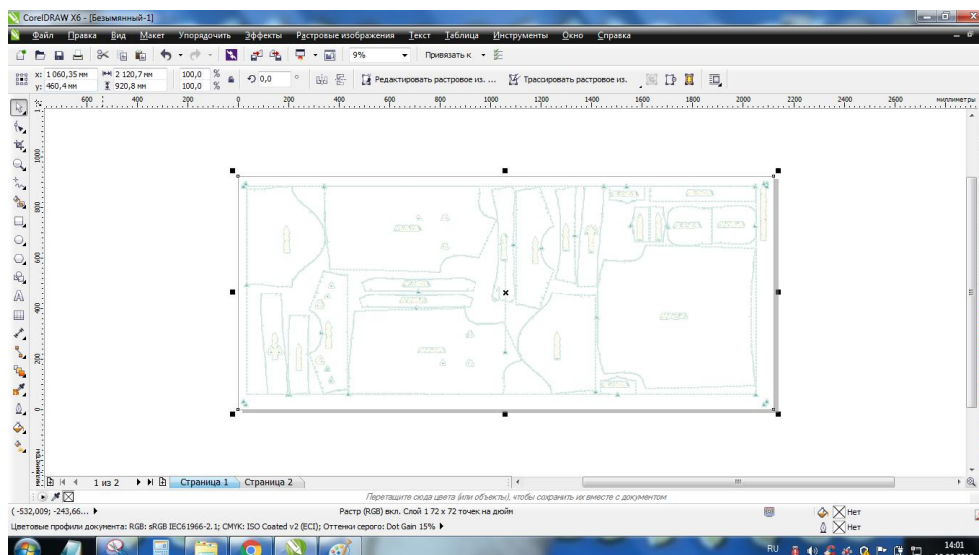 CorelDRAW X6 - [Безымянный-1]
Файл Правка Вид Макет Упорядочить Эффекты Растровые изображения Текст Таблица Инструменты Окно Справка
9% Привязать к
x: 1 060,35 мм 2 120,7 мм 100,0 % 0,0 ° Редактировать растровое из. ... Трассировать растровое из.
y: 460,4 мм 920,8 мм 100,0 %
600 400 200 0 200 400 600 800 1000 1200 1400 1600 1800 2000 2200 2400 2600 миллиметры
1000
800
600
400
200
0
миллиметры
1 из 2 Страница 1 Страница 2
Перетащите сюда цвета (или объекты), чтобы сохранить их вместе с документом
(-532,009; -243,66... Растр (RGB) вкл. Слой 1 72 x 72 точек на дюйм Нет
Цветовые профили документа: RGB: sRGB IEC61966-2.1; CMYK: ISO Coated v2 (ECI); Оттенки серого: Dot Gain 15% Нет
RU 14:01